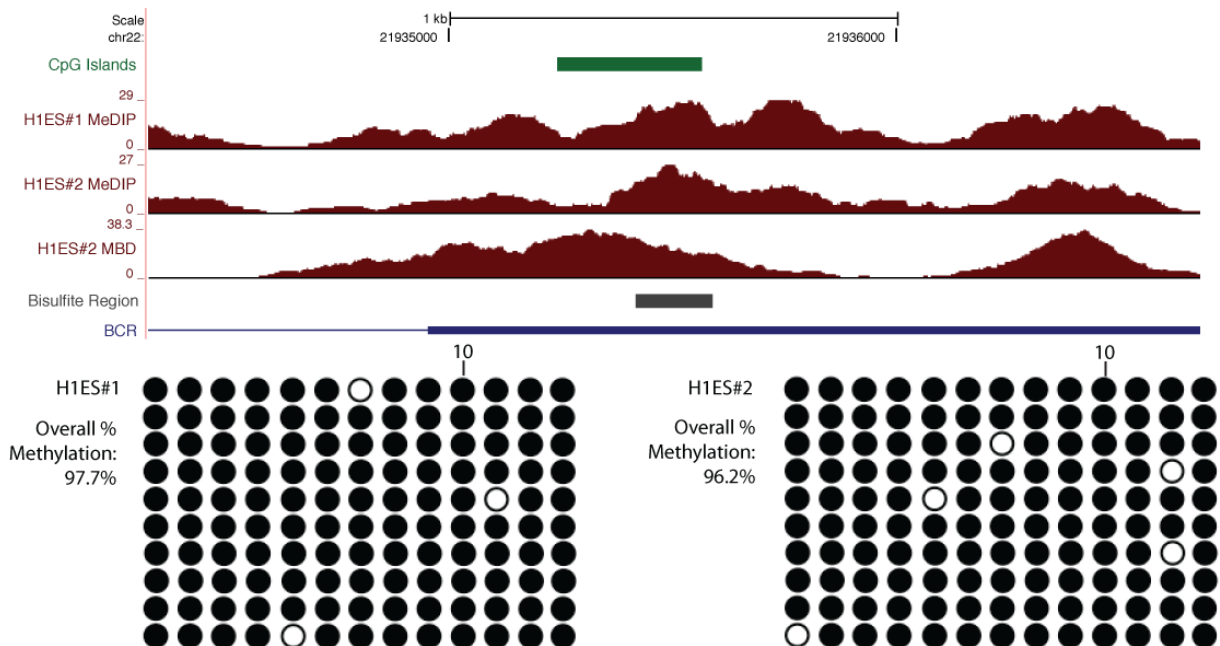 Scale 1 kb
chr22: 21935000 21936000
CpG Islands
29
H1ES#1 MeDIP
0
27
H1ES#2 MeDIP
0
38.3
H1ES#2 MBD
0
Bisulfite Region
BCR
10
H1ES#1
Overall %
Methylation:
97.7%
10
H1ES#2
Overall %
Methylation:
96.2%